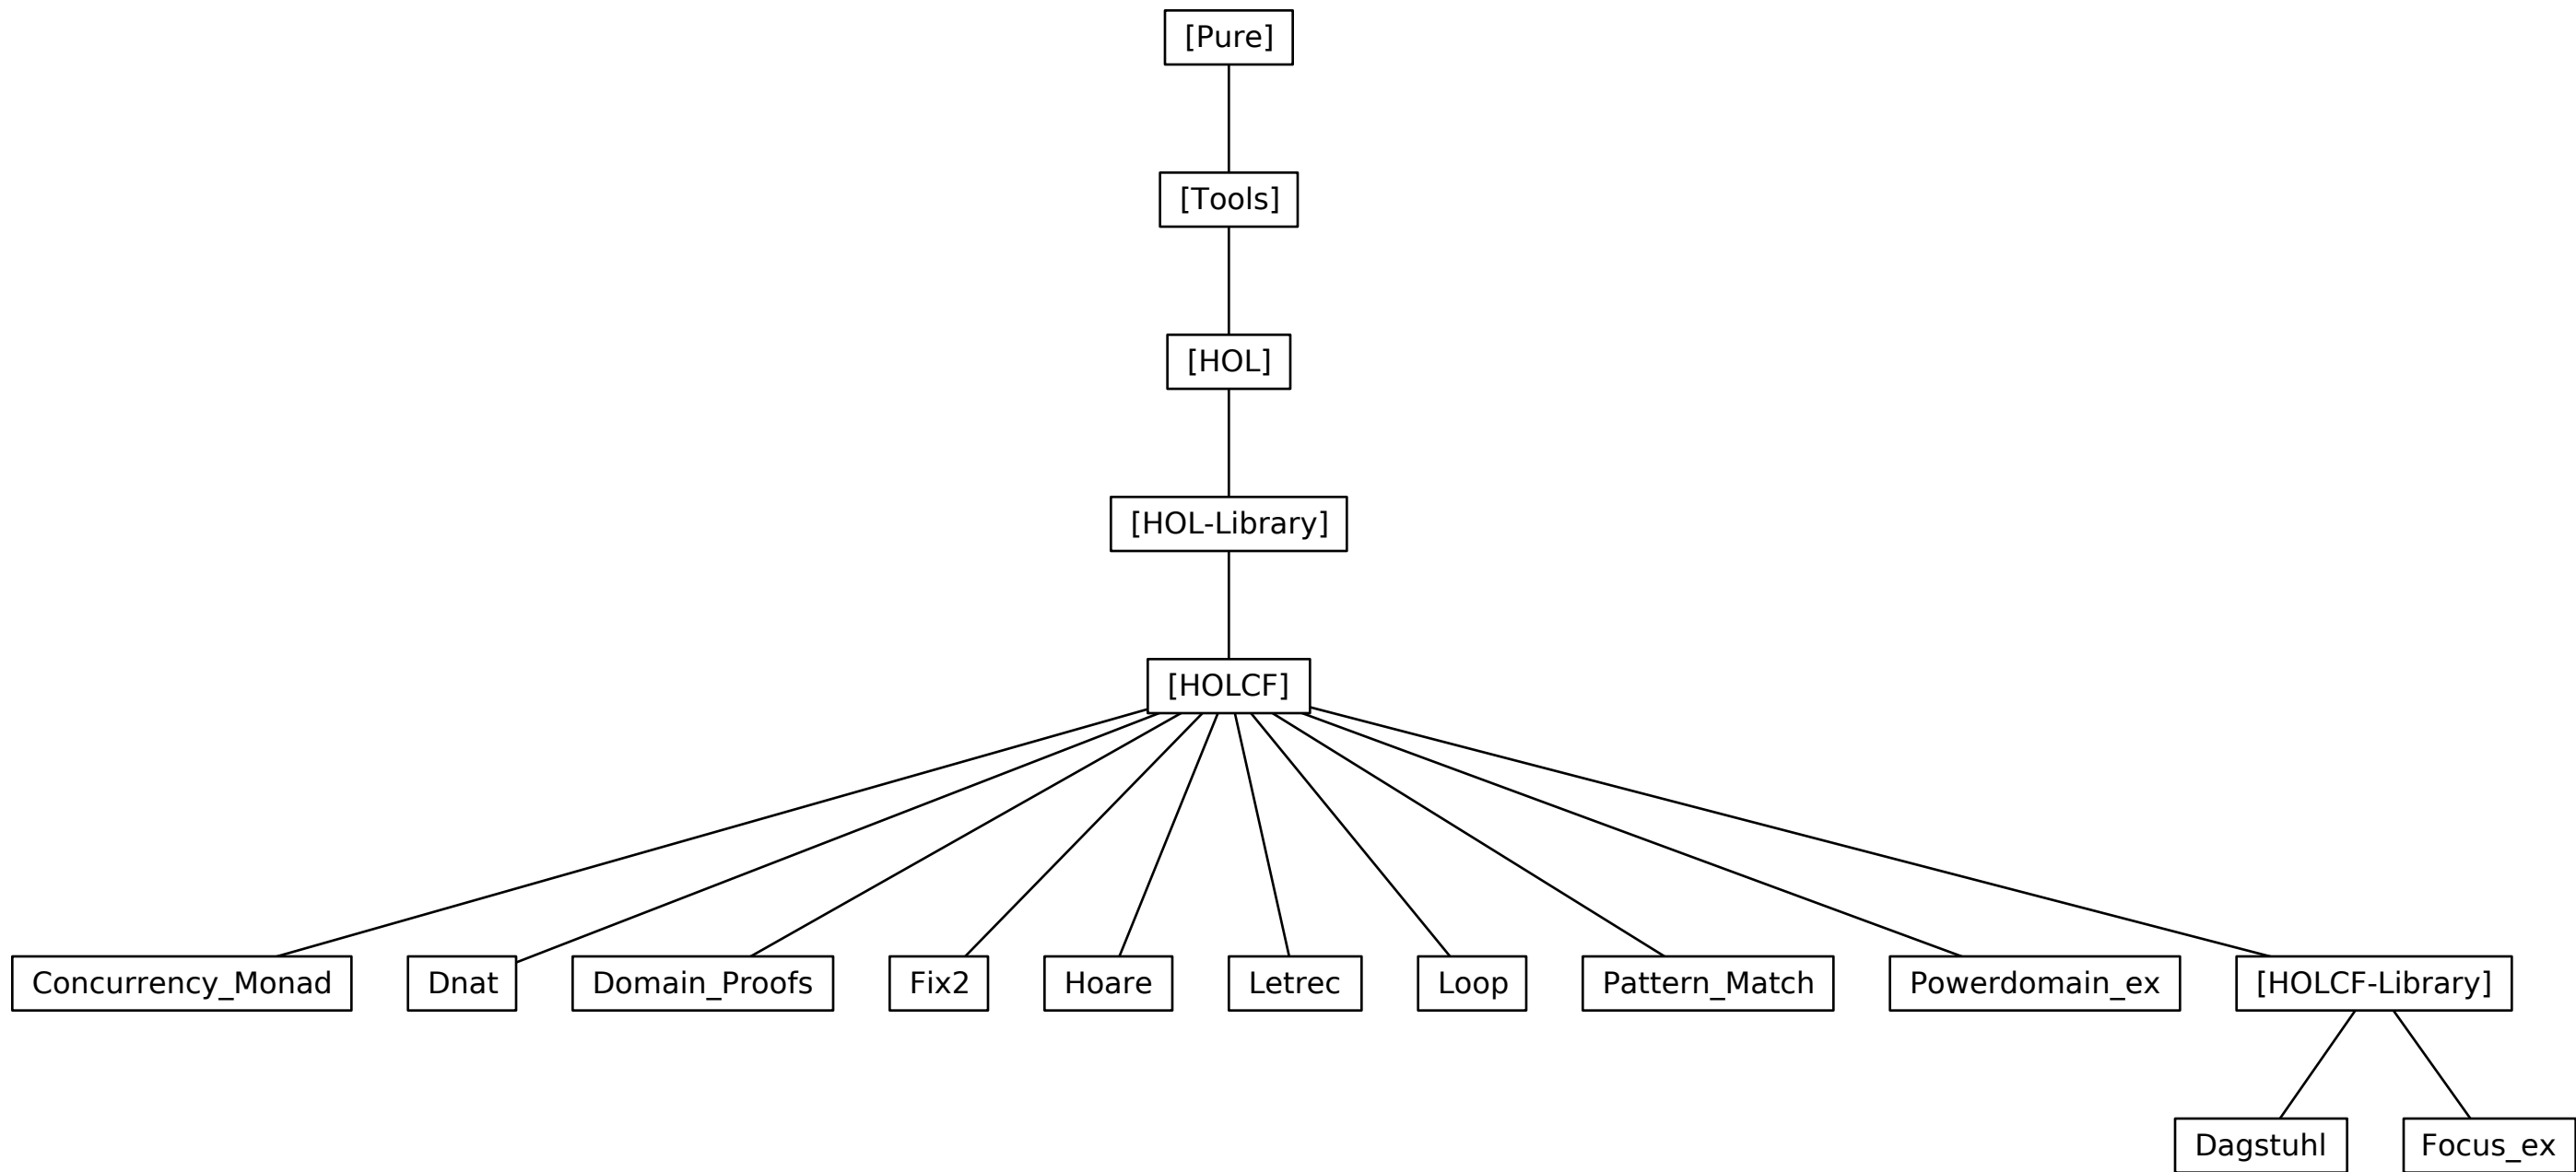 [Pure]
[Tools]
[HOL]
[HOL-Library]
[HOLCF]
Concurrency_Monad
Dnat
Domain_Proofs
Fix2
Hoare
Letrec
Loop
Pattern_Match
Powerdomain_ex
[HOLCF-Library]
Dagstuhl
Focus_ex